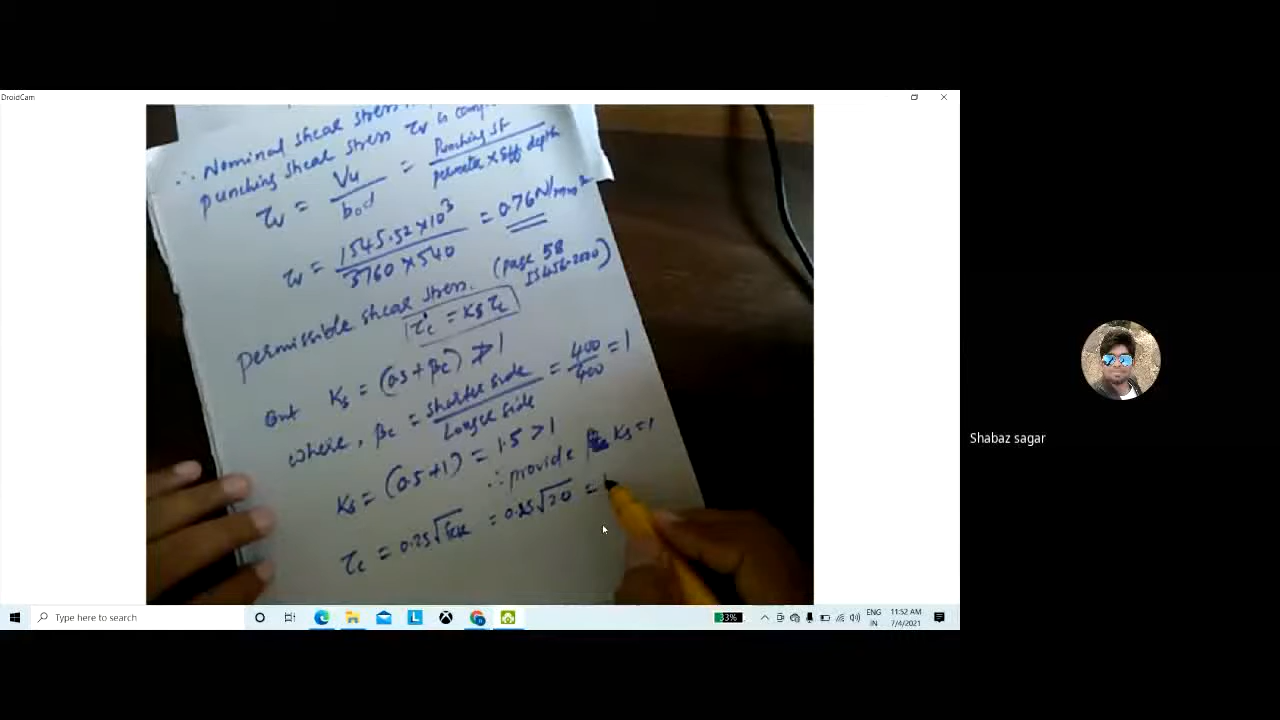 DroidCam
∴ Nominal shear stress
punching shear stress τv is
τv = Vu / bod = Punching SF / perimeter × Eff depth
τv = 1545.52 × 10³ / 3760 × 540 = 0.76 N/mm²
permissible shear stress. (page 58 IS456-2000)
τc' = Ks τc
But Ks = (0.5 + βc) ≯ 1
where, βc = shorter side / Longer side = 400 / 400 = 1
Ks = (0.5 + 1) = 1.5 > 1
∴ provide Ks = 1
τc = 0.25 √fck = 0.25 √20 =
Shabaz sagar
Type here to search
33%
ENG
IN
11:52 AM
7/4/2021